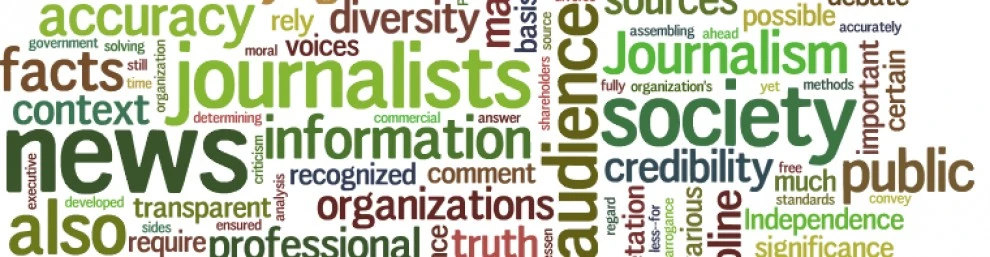 accuracy
rely
diversity
basis
source
sources
debate
possible
accurately
government
solving
moral
voices
assembling
ahead
facts
still
time
organization
journalists
shareholders
audience
Journalism
important
certain
context
determining
commercial
answer
fully
organization's
yet
methods
society
news
executive
criticism
information
recognized
comment
credibility
free
much
standards
public
convey
developed
transparent
analysis
organizations
regard
less-for
arrogance
Independence
also
sides
ensured
require
professional
truth
significance